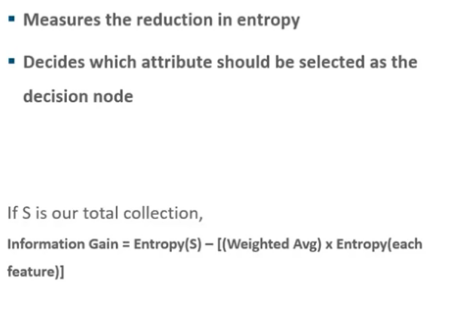 ▪ Measures the reduction in entropy
▪ Decides which attribute should be selected as the
decision node
If S is our total collection,
Information Gain = Entropy(S) – [(Weighted Avg) x Entropy(each
feature)]